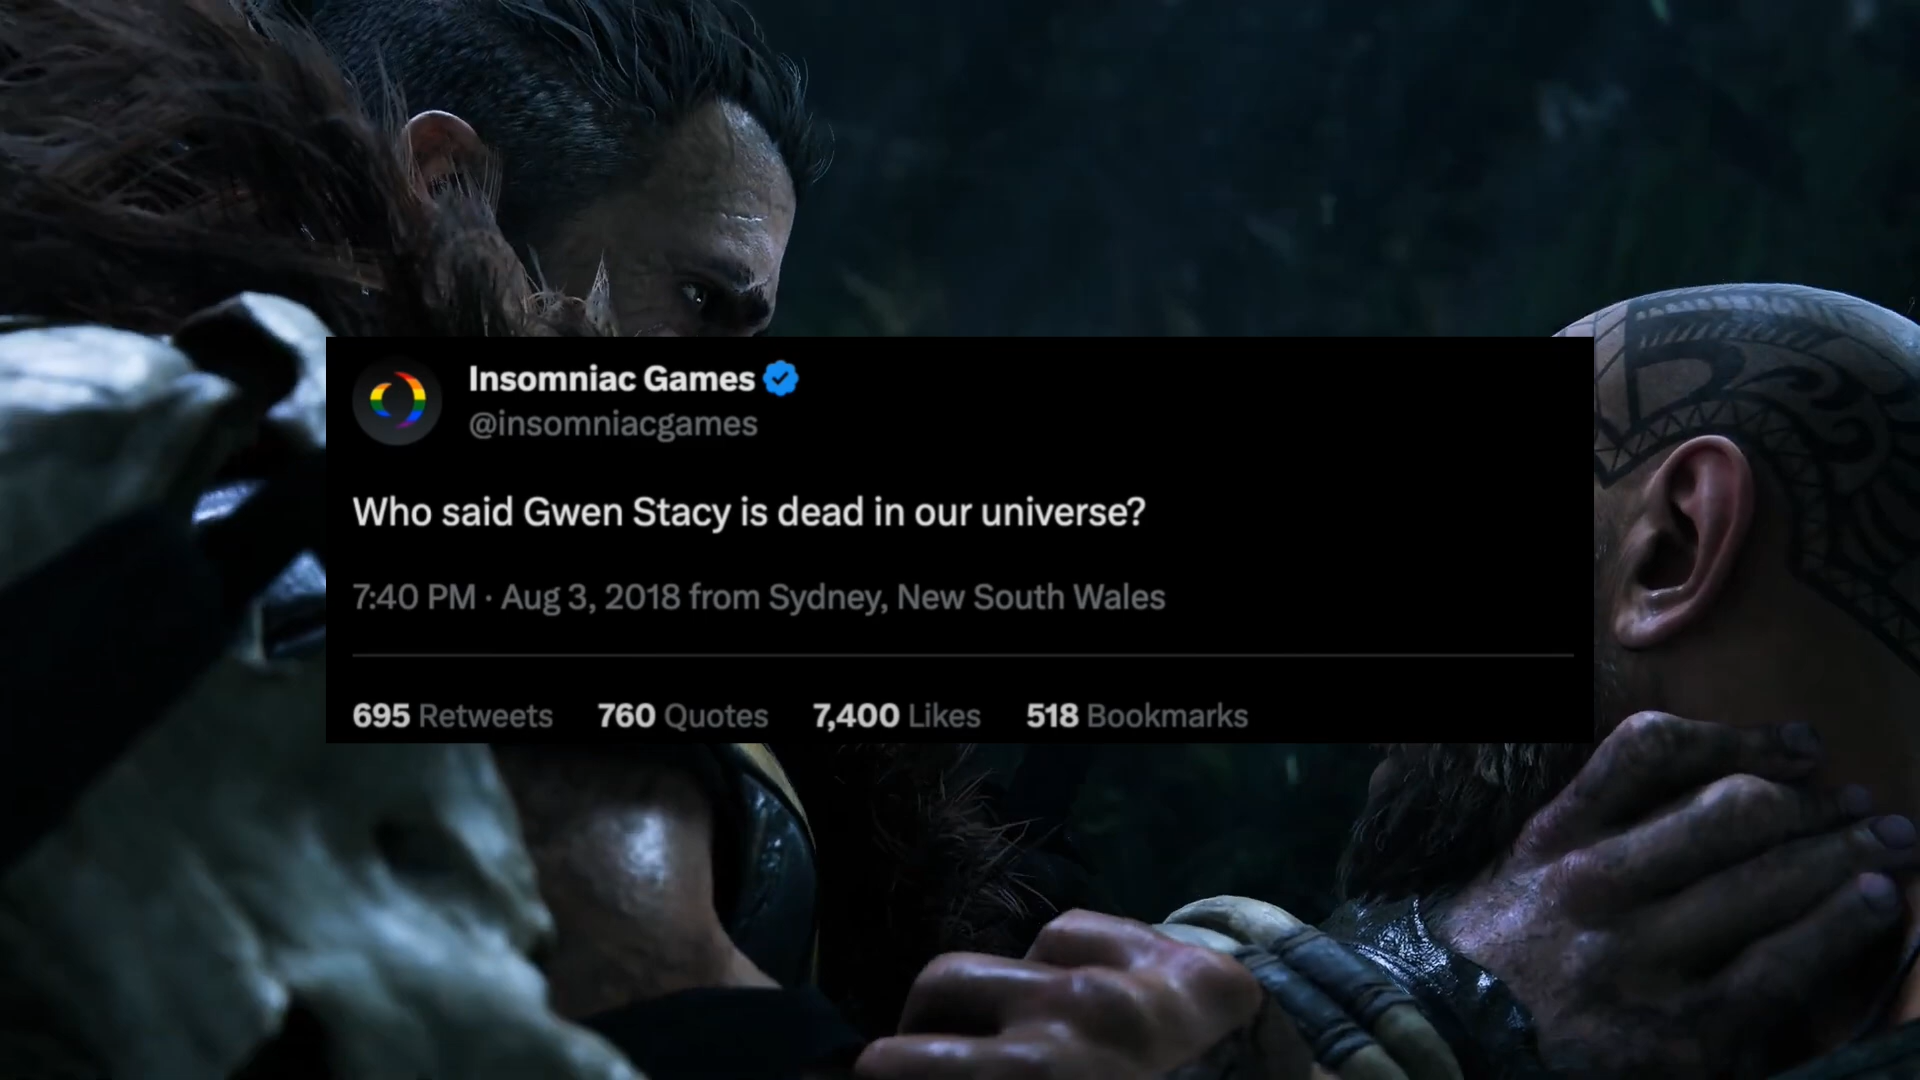 Insomniac Games
@insomniacgames
Who said Gwen Stacy is dead in our universe?
7:40 PM · Aug 3, 2018 from Sydney, New South Wales
695 Retweets 760 Quotes 7,400 Likes 518 Bookmarks